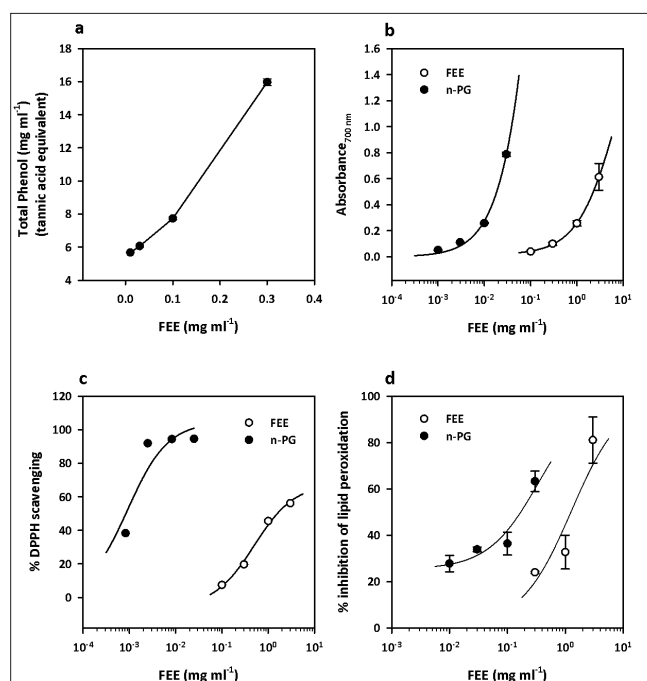 a
Total Phenol (mg ml⁻¹)
(tannic acid equivalent)
16
14
12
10
8
6
4
18
0.0
0.1
0.2
0.3
0.4
FEE (mg ml⁻¹)
b
Absorbance700 nm
1.6
1.4
1.2
1.0
0.8
0.6
0.4
0.2
0.0
FEE
n-PG
10⁻⁴
10⁻³
10⁻²
10⁻¹
10⁰
10¹
FEE (mg ml⁻¹)
c
% DPPH scavenging
120
100
80
60
40
20
0
FEE
n-PG
10⁻⁴
10⁻³
10⁻²
10⁻¹
10⁰
10¹
FEE (mg ml⁻¹)
d
% inhibition of lipid peroxidation
100
80
60
40
20
0
FEE
n-PG
10⁻³
10⁻²
10⁻¹
10⁰
10¹
FEE (mg ml⁻¹)